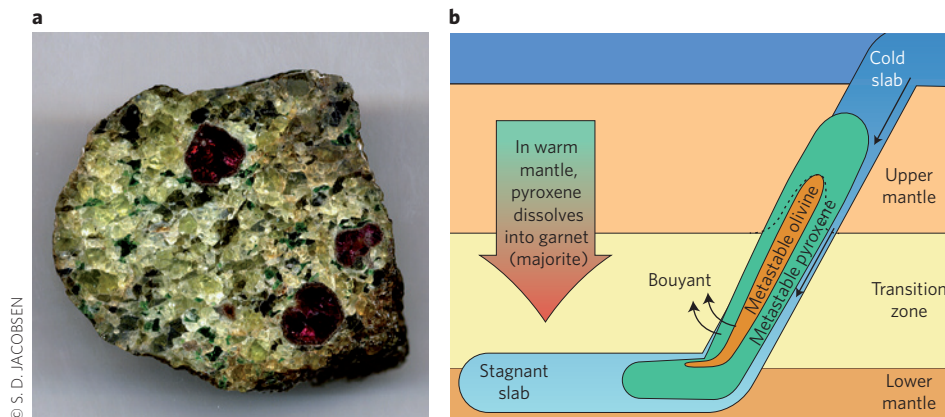 a
© S. D. JACOBSEN
b
Cold
slab
In warm
mantle,
pyroxene
dissolves
into garnet
(majorite)
Upper
mantle
Metastable olivine
Metastable pyroxene
Bouyant
Transition
zone
Stagnant
slab
Lower
mantle